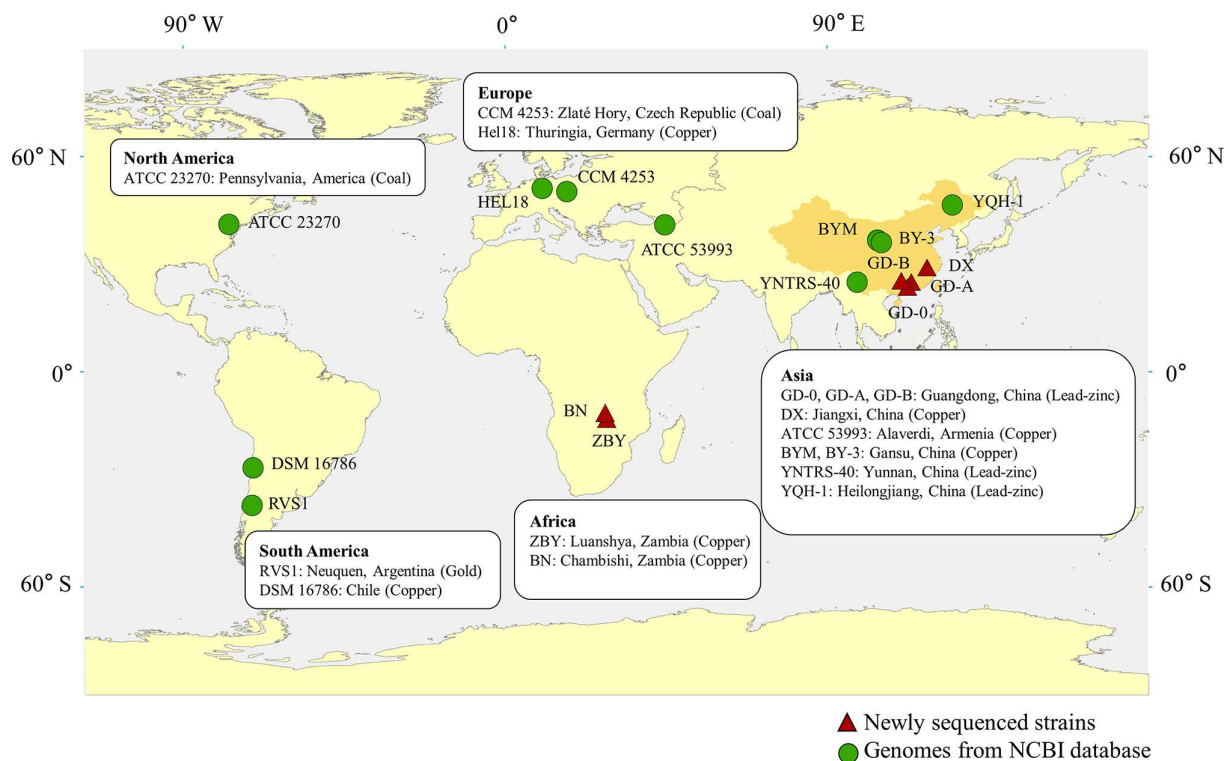 90° W
0°
90° E
Europe
CCM 4253: Zlaté Hory, Czech Republic (Coal)
Hel18: Thuringia, Germany (Copper)
60° N
North America
ATCC 23270: Pennsylvania, America (Coal)
60° N
CCM 4253
HEL18
YQH-1
ATCC 23270
ATCC 53993
BYM
BY-3
GD-B
DX
YNTRS-40
GD-A
GD-0
0°
0°
Asia
GD-0, GD-A, GD-B: Guangdong, China (Lead-zinc)
DX: Jiangxi, China (Copper)
ATCC 53993: Alaverdi, Armenia (Copper)
BYM, BY-3: Gansu, China (Copper)
YNTRS-40: Yunnan, China (Lead-zinc)
YQH-1: Heilongjiang, China (Lead-zinc)
BN
ZBY
DSM 16786
RVS1
Africa
ZBY: Luanshya, Zambia (Copper)
BN: Chambishi, Zambia (Copper)
South America
RVS1: Neuquen, Argentina (Gold)
DSM 16786: Chile (Copper)
60° S
60° S
Newly sequenced strains
Genomes from NCBI database